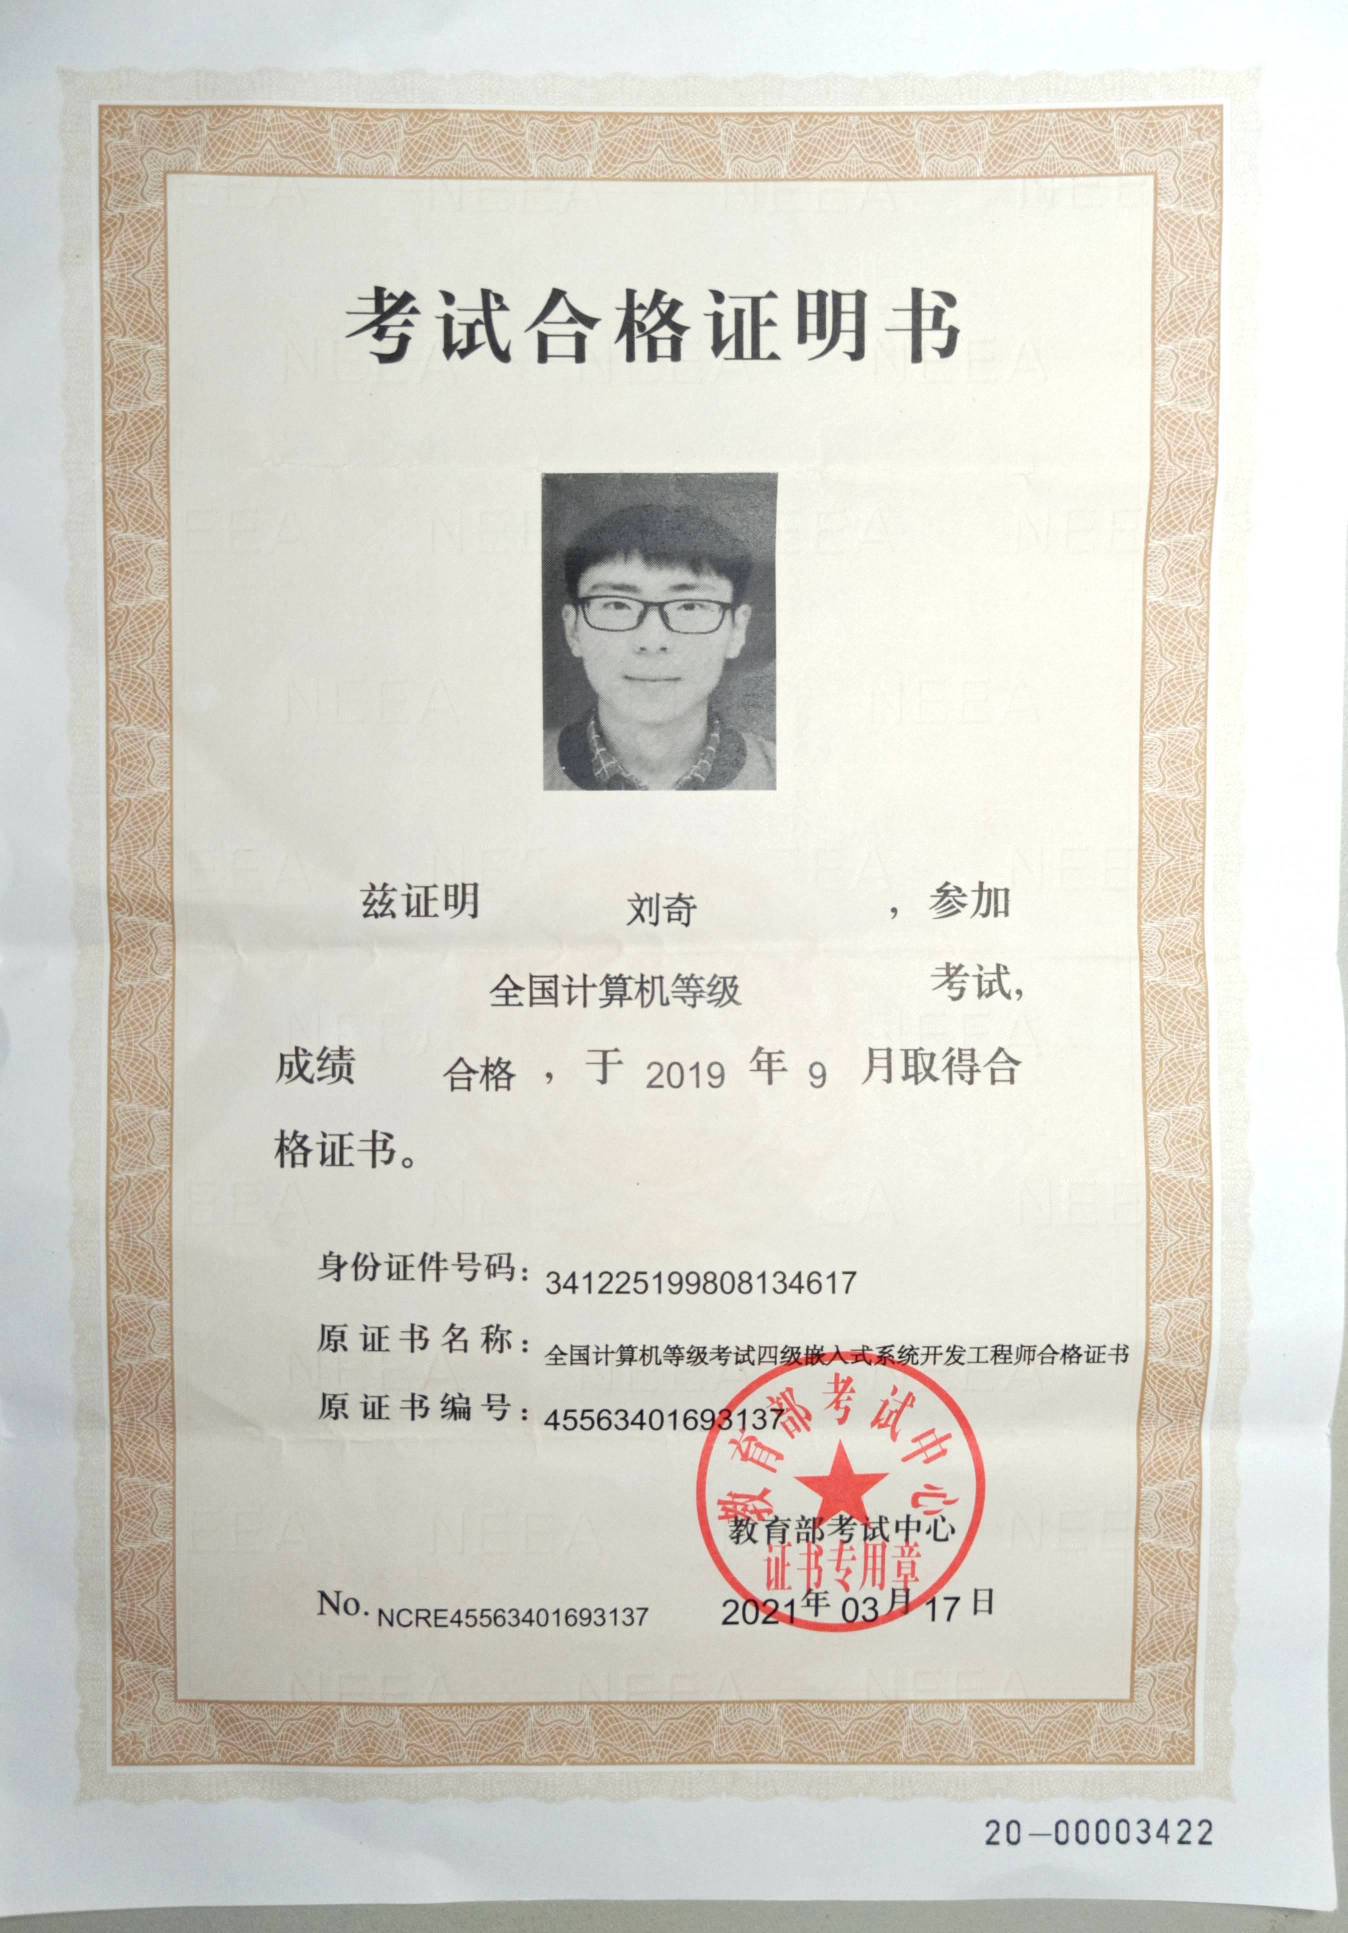 考试合格证明书
兹证明 刘奇 ，参加
全国计算机等级 考试，
成绩 合格 ，于 2019 年 9 月取得合
格证书。
身份证件号码：341225199808134617
原证书名称：全国计算机等级考试四级嵌入式系统开发工程师合格证书
原证书编号：45563401693137
教育部考试中心
教育部考试中心
证书专用章
No. NCRE45563401693137 2021年 03月 17日
20-00003422
NEEA